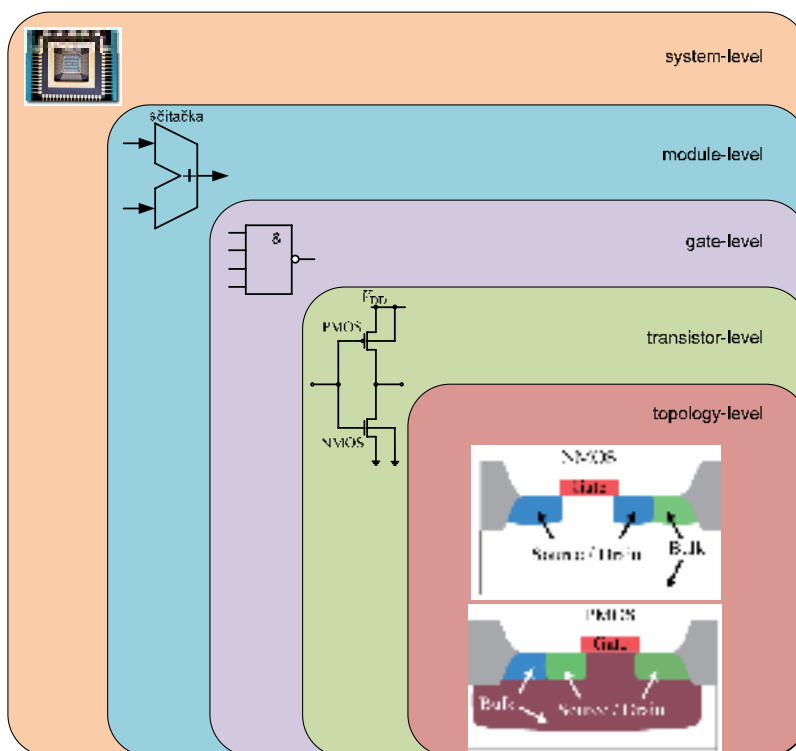 system-level
sčítačka
+
module-level
&
gate-level
VDD
PMOS
transistor-level
NMOS
topology-level
NMOS
Gate
Source / Drain
Bulk
PMOS
Gate
Bulk
Source / Drain